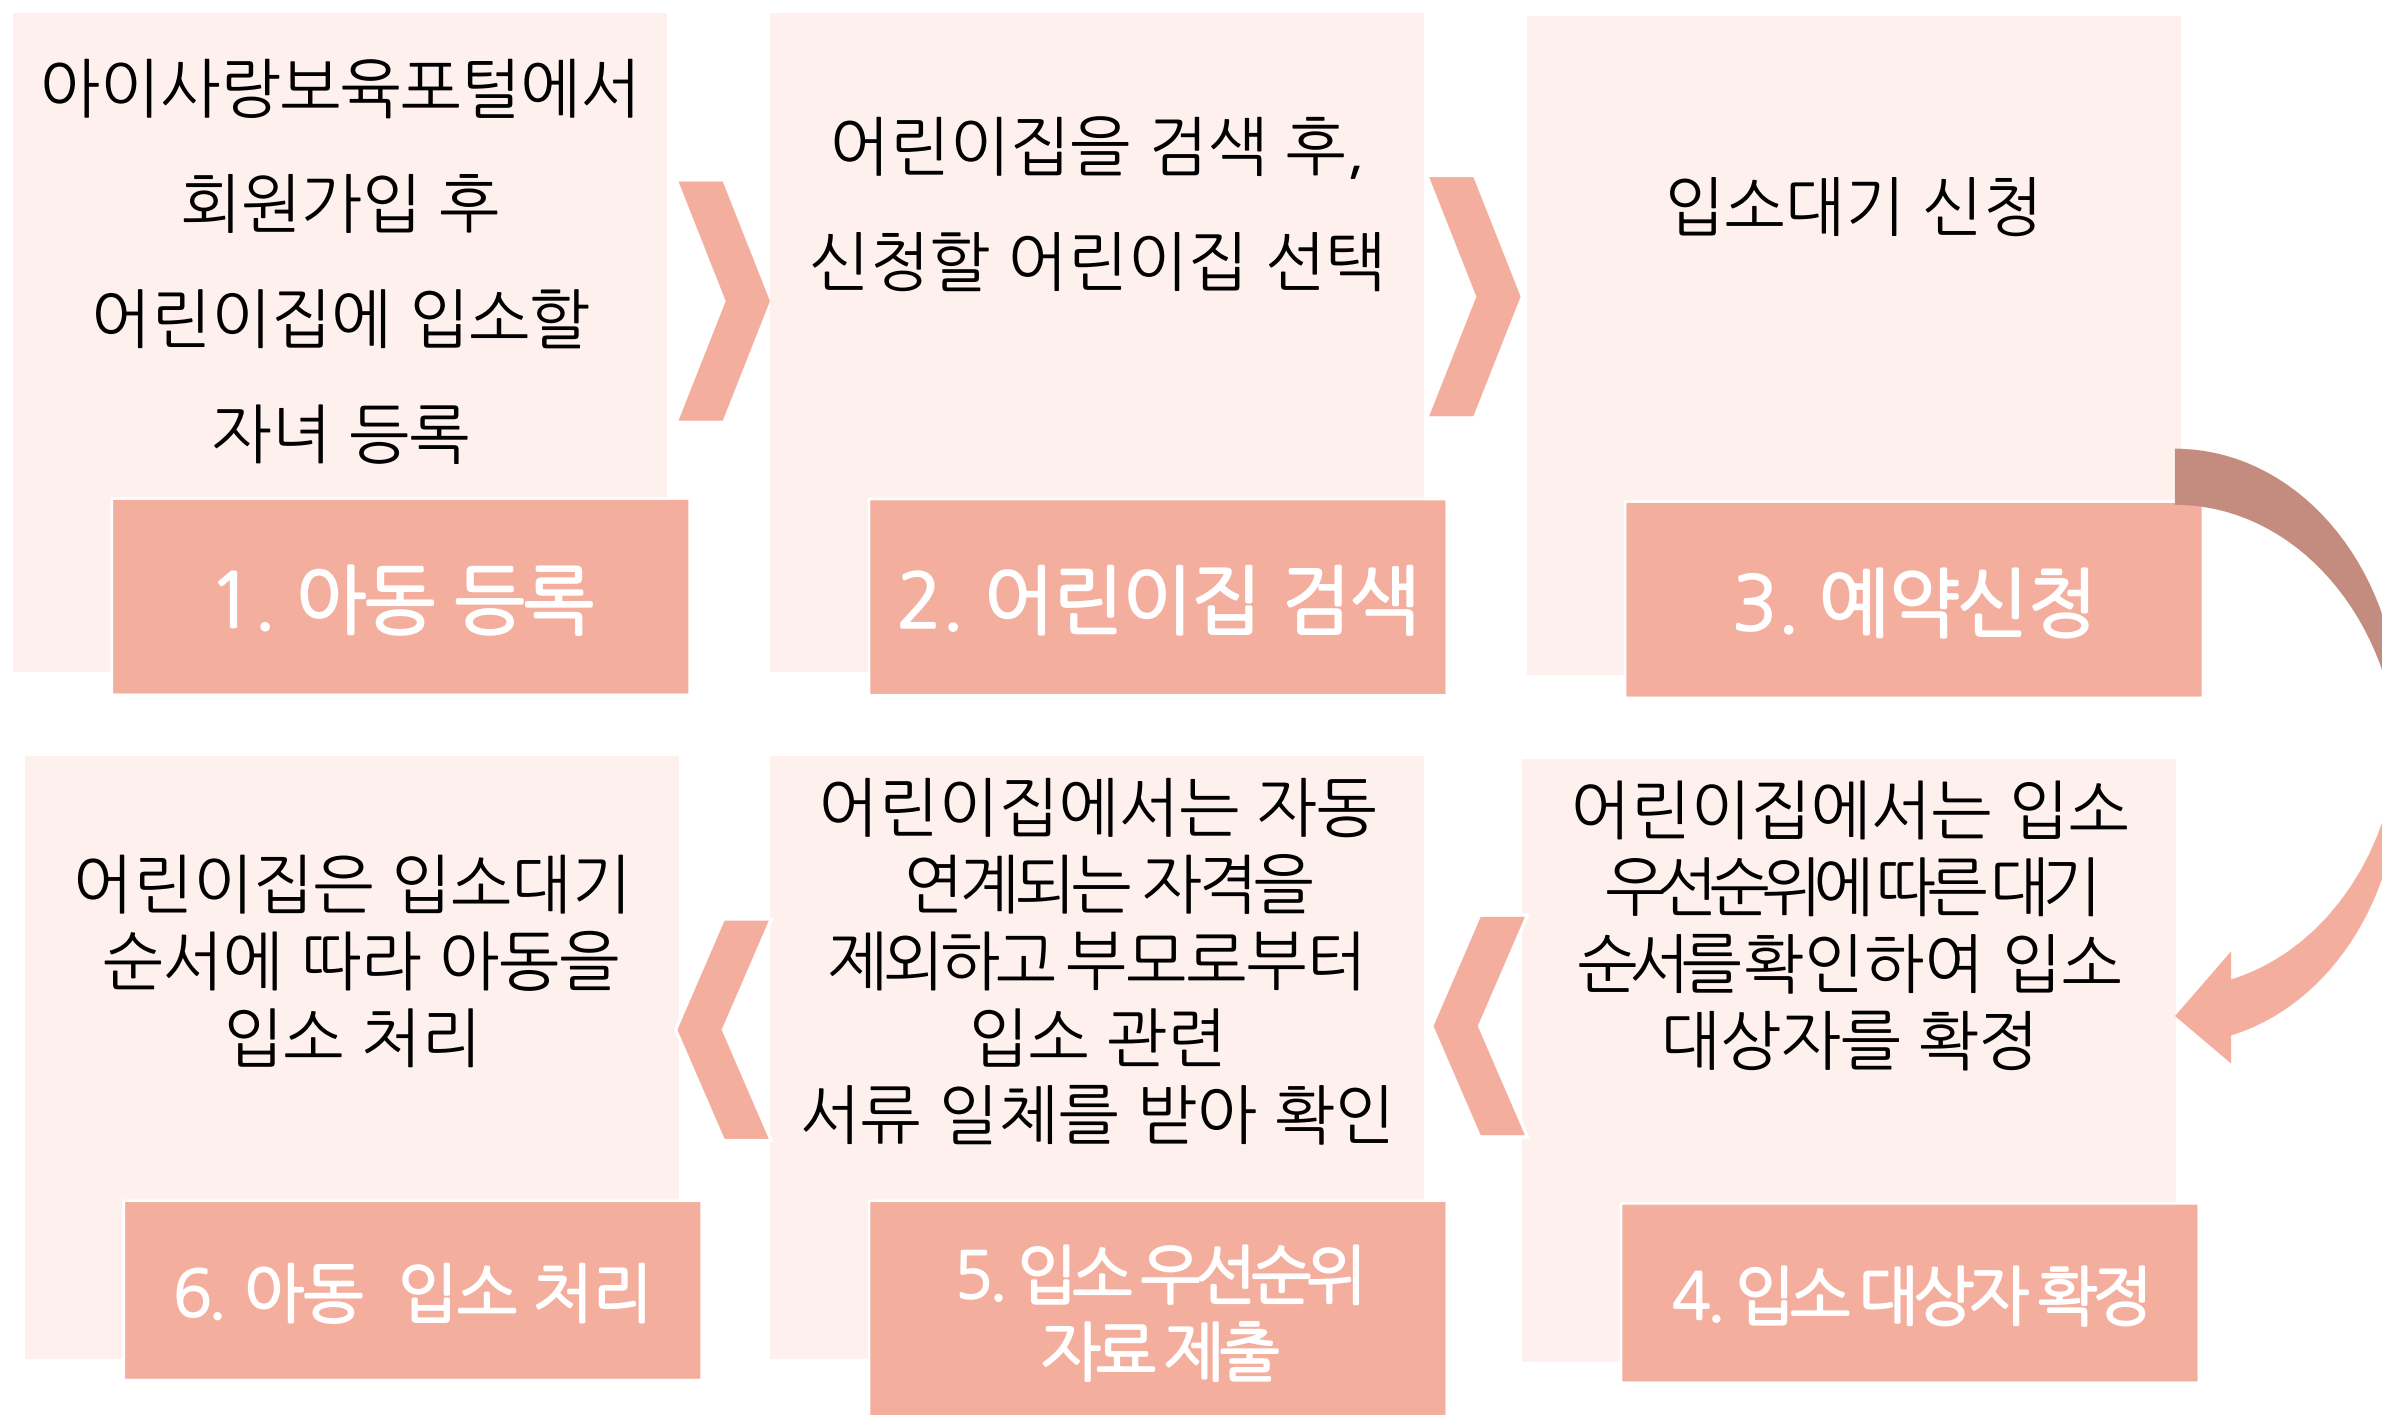 아이사랑보육포털에서
회원가입 후
어린이집에 입소할
자녀 등록
1. 아동 등록
어린이집을 검색 후,
신청할 어린이집 선택
2. 어린이집 검색
입소대기 신청
3. 예약신청
어린이집에서는 입소
우선순위에 따른 대기
순서를 확인하여 입소
대상자를 확정
4. 입소 대상자 확정
어린이집에서는 자동
연계되는 자격을
제외하고 부모로부터
입소 관련
서류 일체를 받아 확인
5. 입소 우선순위
자료 제출
어린이집은 입소대기
순서에 따라 아동을
입소 처리
6. 아동 입소 처리